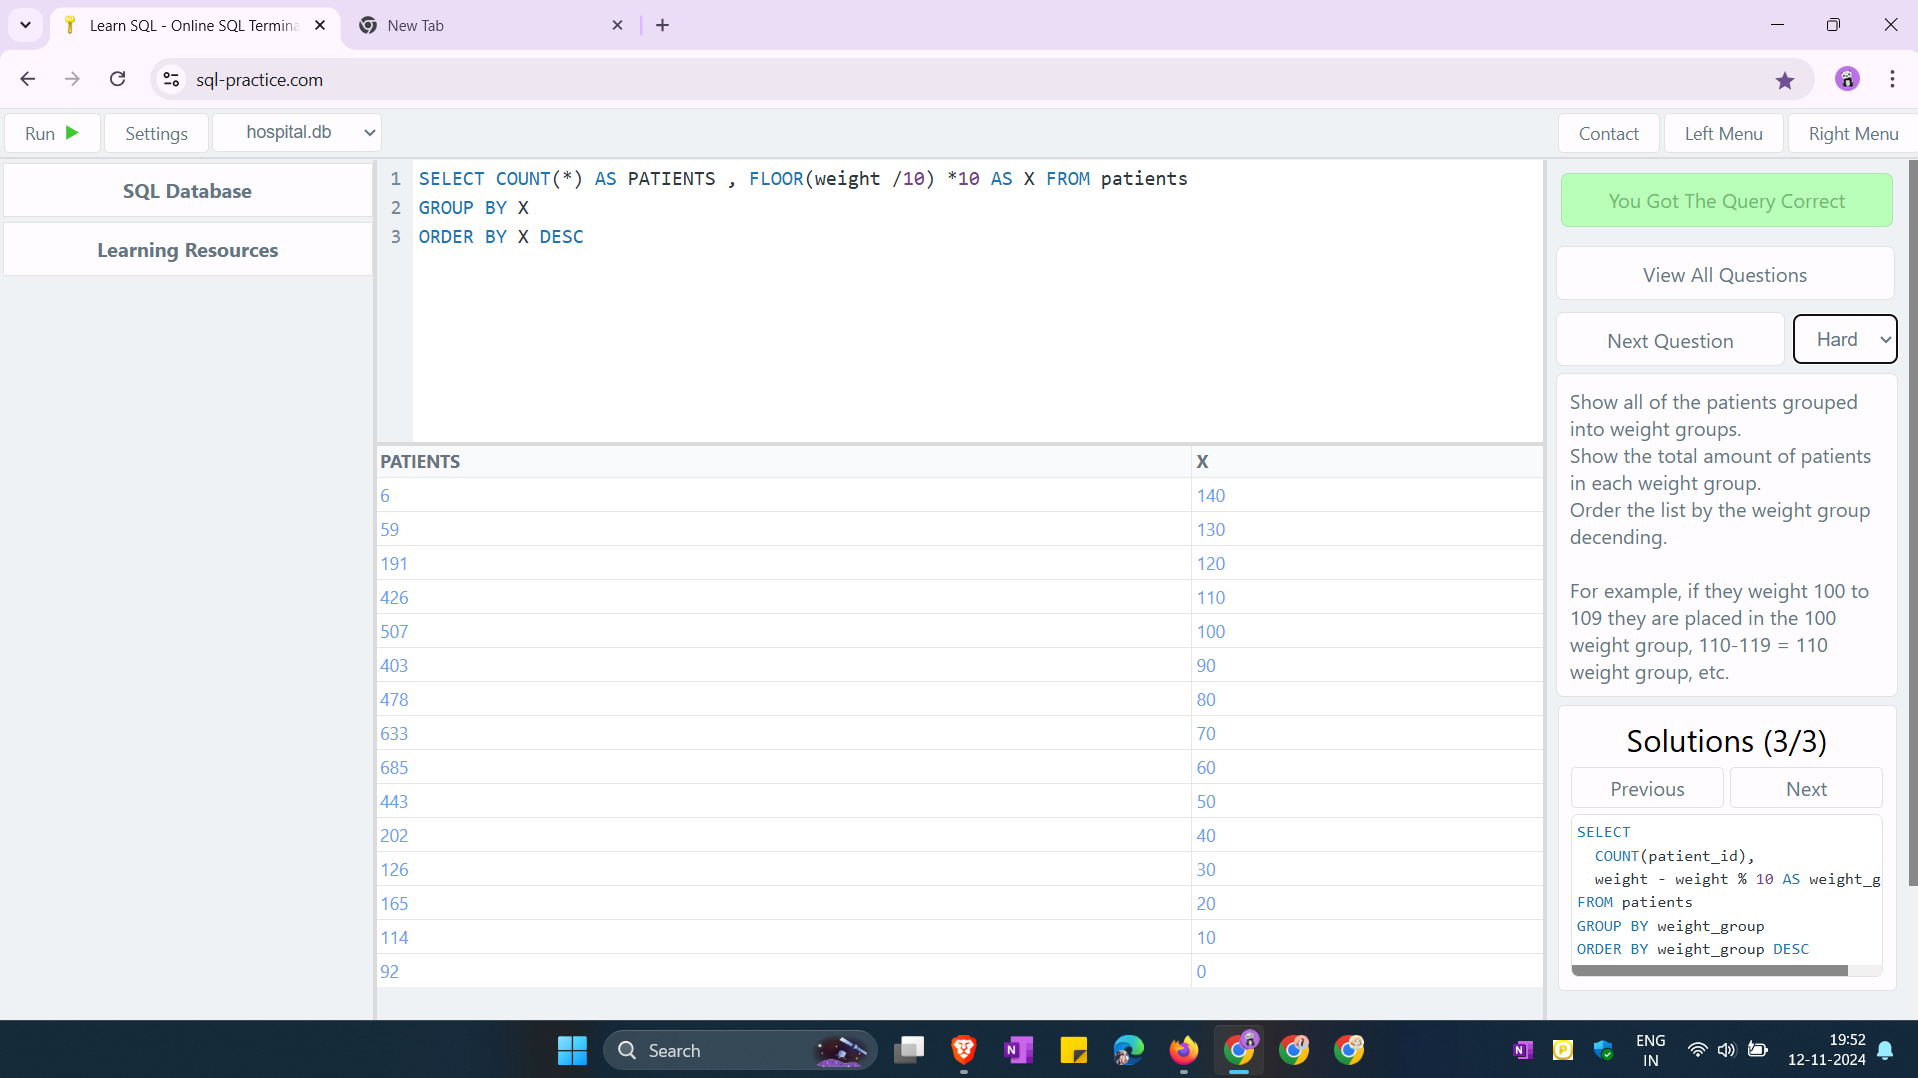 Learn SQL - Online SQL Termina
New Tab
sql-practice.com
Run
Settings
hospital.db
Contact
Left Menu
Right Menu
SQL Database
Learning Resources
1 SELECT COUNT(*) AS PATIENTS , FLOOR(weight /10) *10 AS X FROM patients
2 GROUP BY X
3 ORDER BY X DESC
PATIENTS X
6 140
59 130
191 120
426 110
507 100
403 90
478 80
633 70
685 60
443 50
202 40
126 30
165 20
114 10
92 0
You Got The Query Correct
View All Questions
Next Question
Hard
Show all of the patients grouped
into weight groups.
Show the total amount of patients
in each weight group.
Order the list by the weight group
decending.
For example, if they weight 100 to
109 they are placed in the 100
weight group, 110-119 = 110
weight group, etc.
Solutions (3/3)
Previous
Next
SELECT
COUNT(patient_id),
weight - weight % 10 AS weight_g
FROM patients
GROUP BY weight_group
ORDER BY weight_group DESC
Search
ENG
IN
19:52
12-11-2024